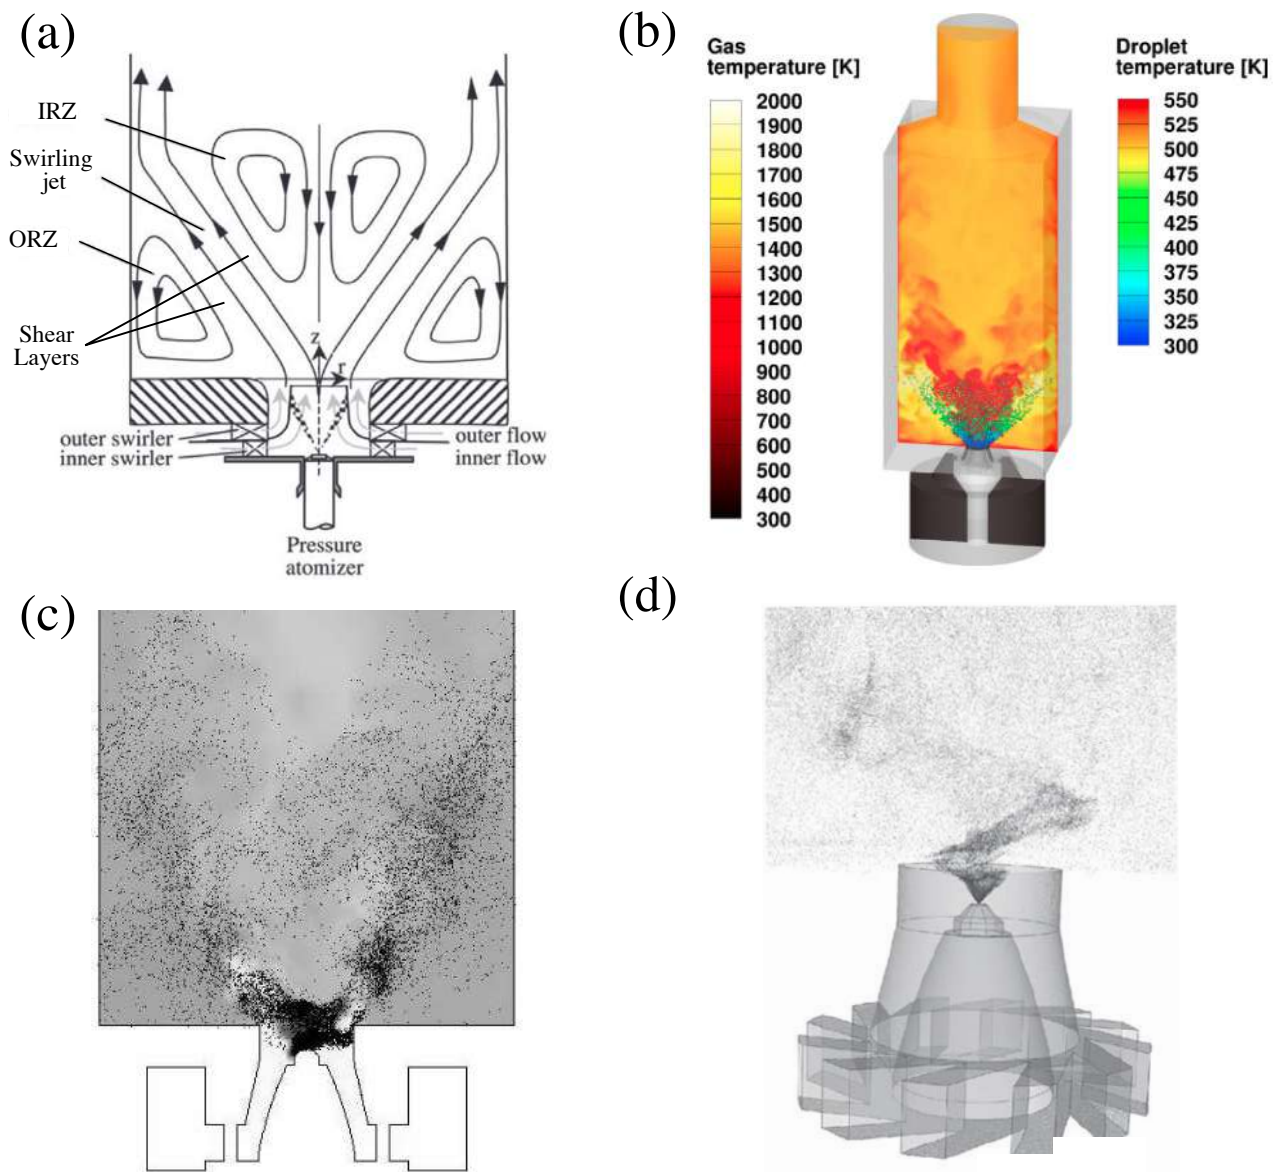 (a)
IRZ
Swirling
jet
ORZ
Shear
Layers
z
r
outer swirler
inner swirler
outer flow
inner flow
Pressure
atomizer
(b)
Gas
temperature [K]
2000
1900
1800
1700
1600
1500
1400
1300
1200
1100
1000
900
800
700
600
500
400
300
Droplet
temperature [K]
550
525
500
475
450
425
400
375
350
325
300
(c)
(d)